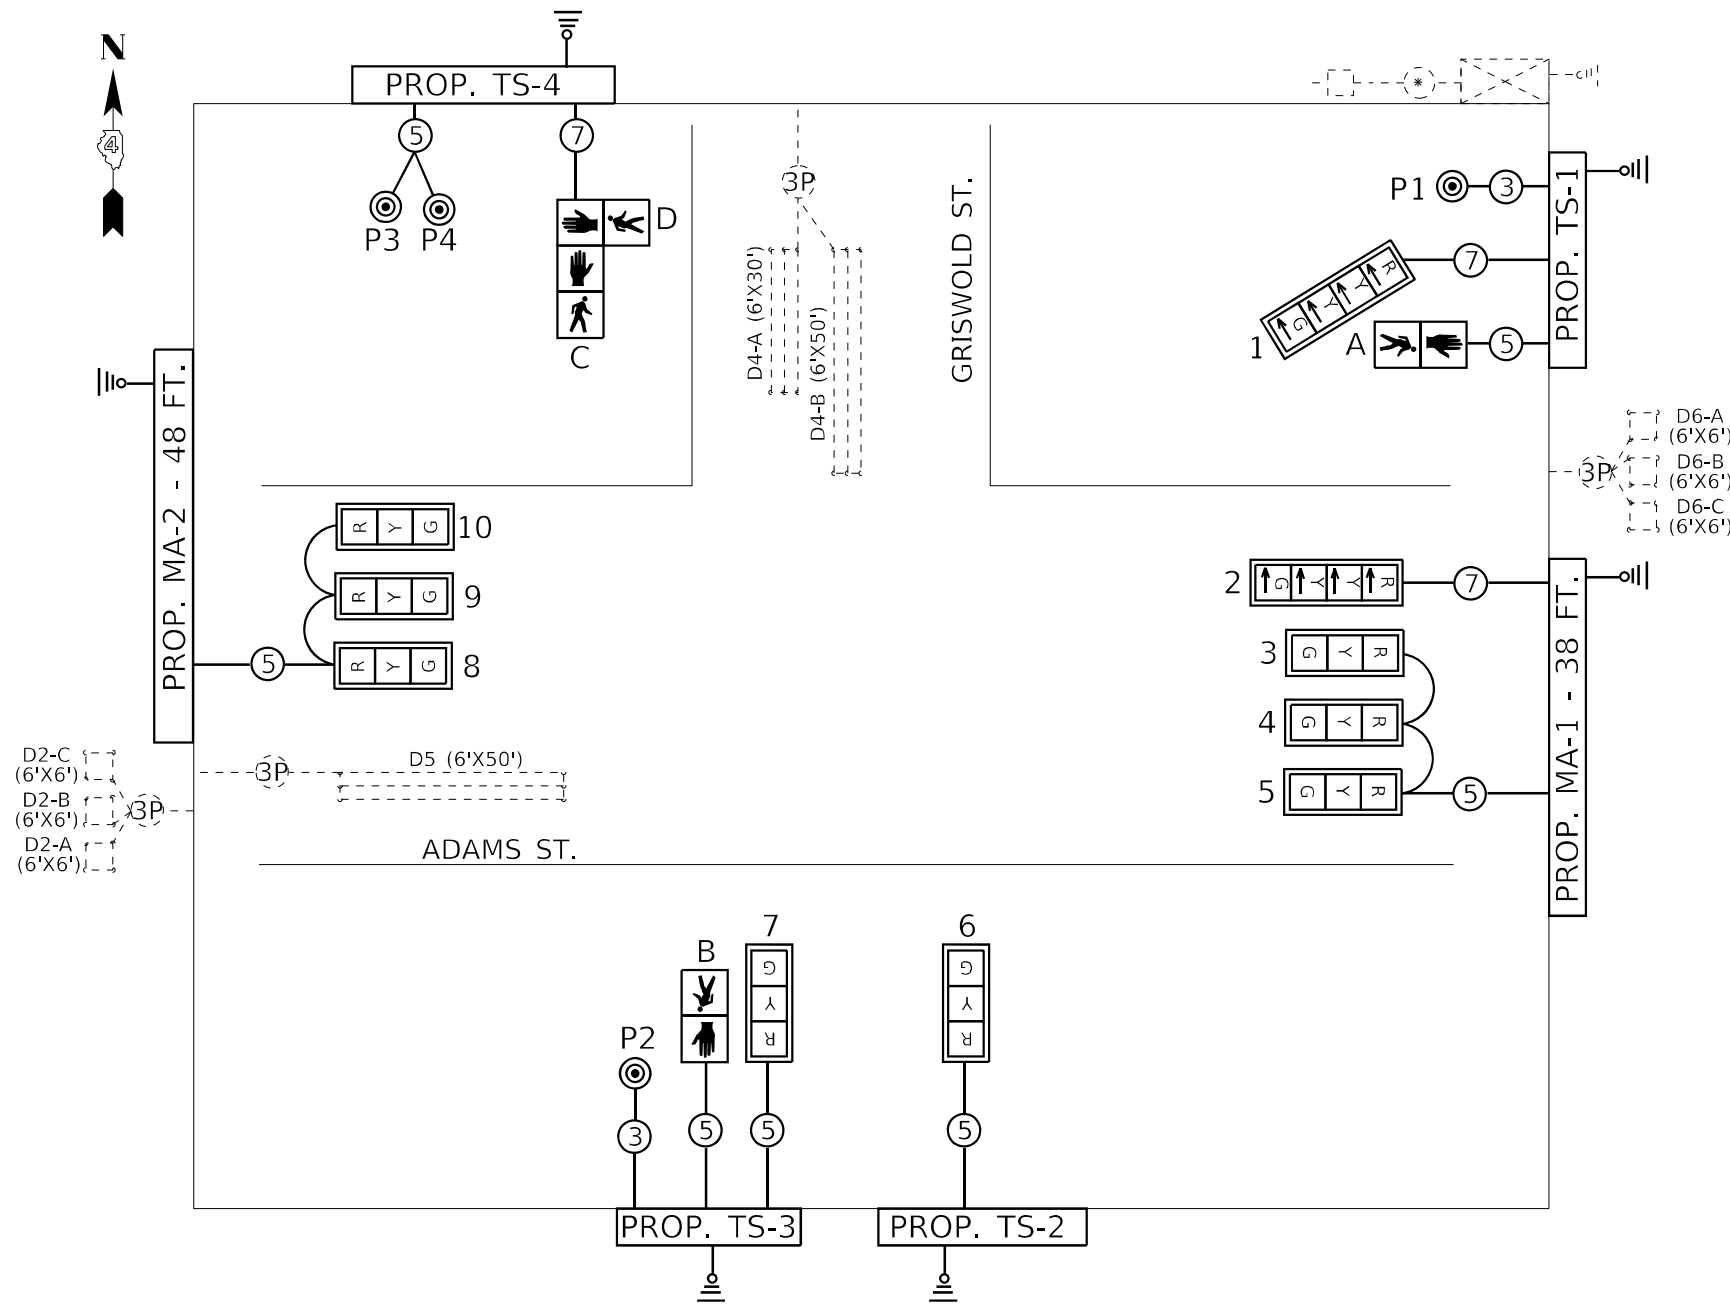 N
4
PROP. TS-4
5
7
P3 P4
D
C
3P
D4-A (6'X30')
D4-B (6'X50')
GRISWOLD ST.
*
P1
3
PROP. TS-1
7
R
Y
Y
G
1
A
5
PROP. MA-2 - 48 FT.
D6-A
(6'X6')
D6-B
(6'X6')
D6-C
(6'X6')
3P
R Y G 10
R Y G 9
R Y G 8
5
2 G Y Y R
7
3 G Y R
4 G Y R
5 G Y R
5
PROP. MA-1 - 38 FT.
D2-C
(6'X6')
D2-B
(6'X6')
D2-A
(6'X6')
3P
3P
D5 (6'X50')
ADAMS ST.
7
G
Y
R
5
6
G
Y
R
5
B
5
P2
3
PROP. TS-3
PROP. TS-2